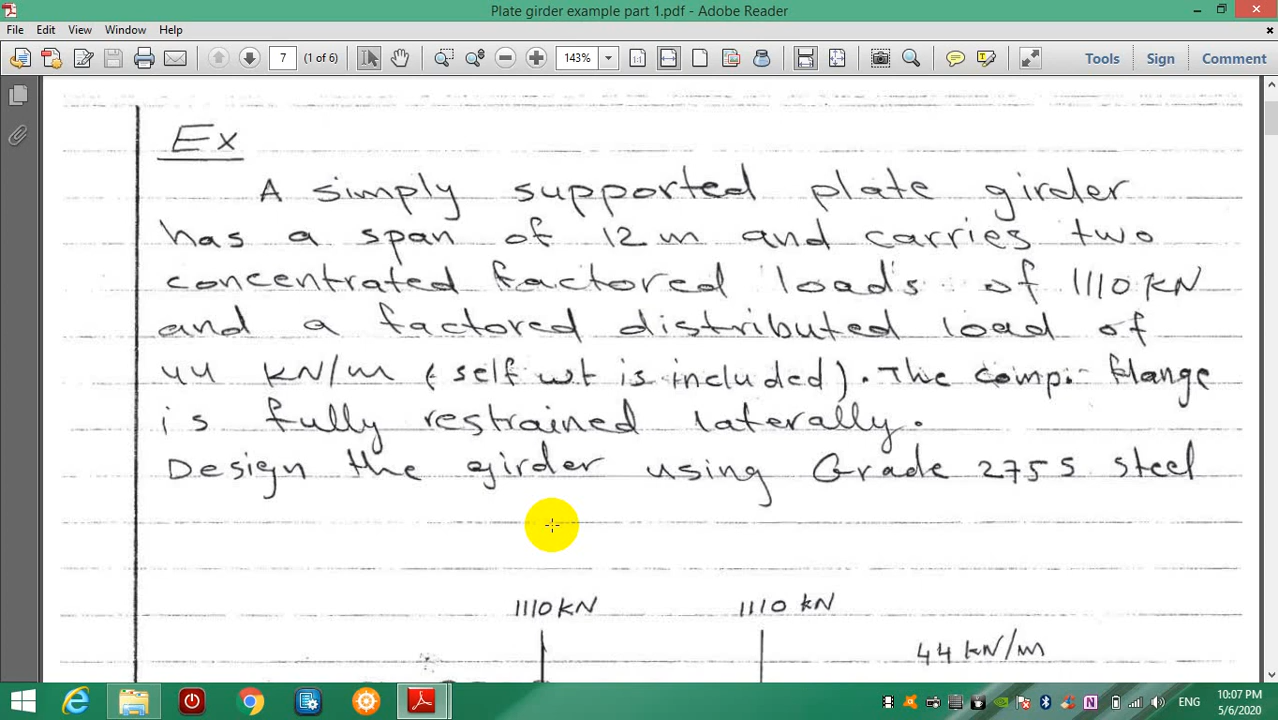 Plate girder example part 1.pdf - Adobe Reader
File Edit View Window Help
7 (1 of 6) 143% Tools Sign Comment
Ex
A simply supported plate girder
has a span of 12 m and carries two
concentrated factored loads of 1110 KN
and a factored distributed load of
44 KN/m (self wt is included). The comp. flange
is fully restrained laterally.
Design the girder using Grade 275 S steel
1110 KN 1110 KN
44 KN/m
ENG 10:07 PM
5/6/2020